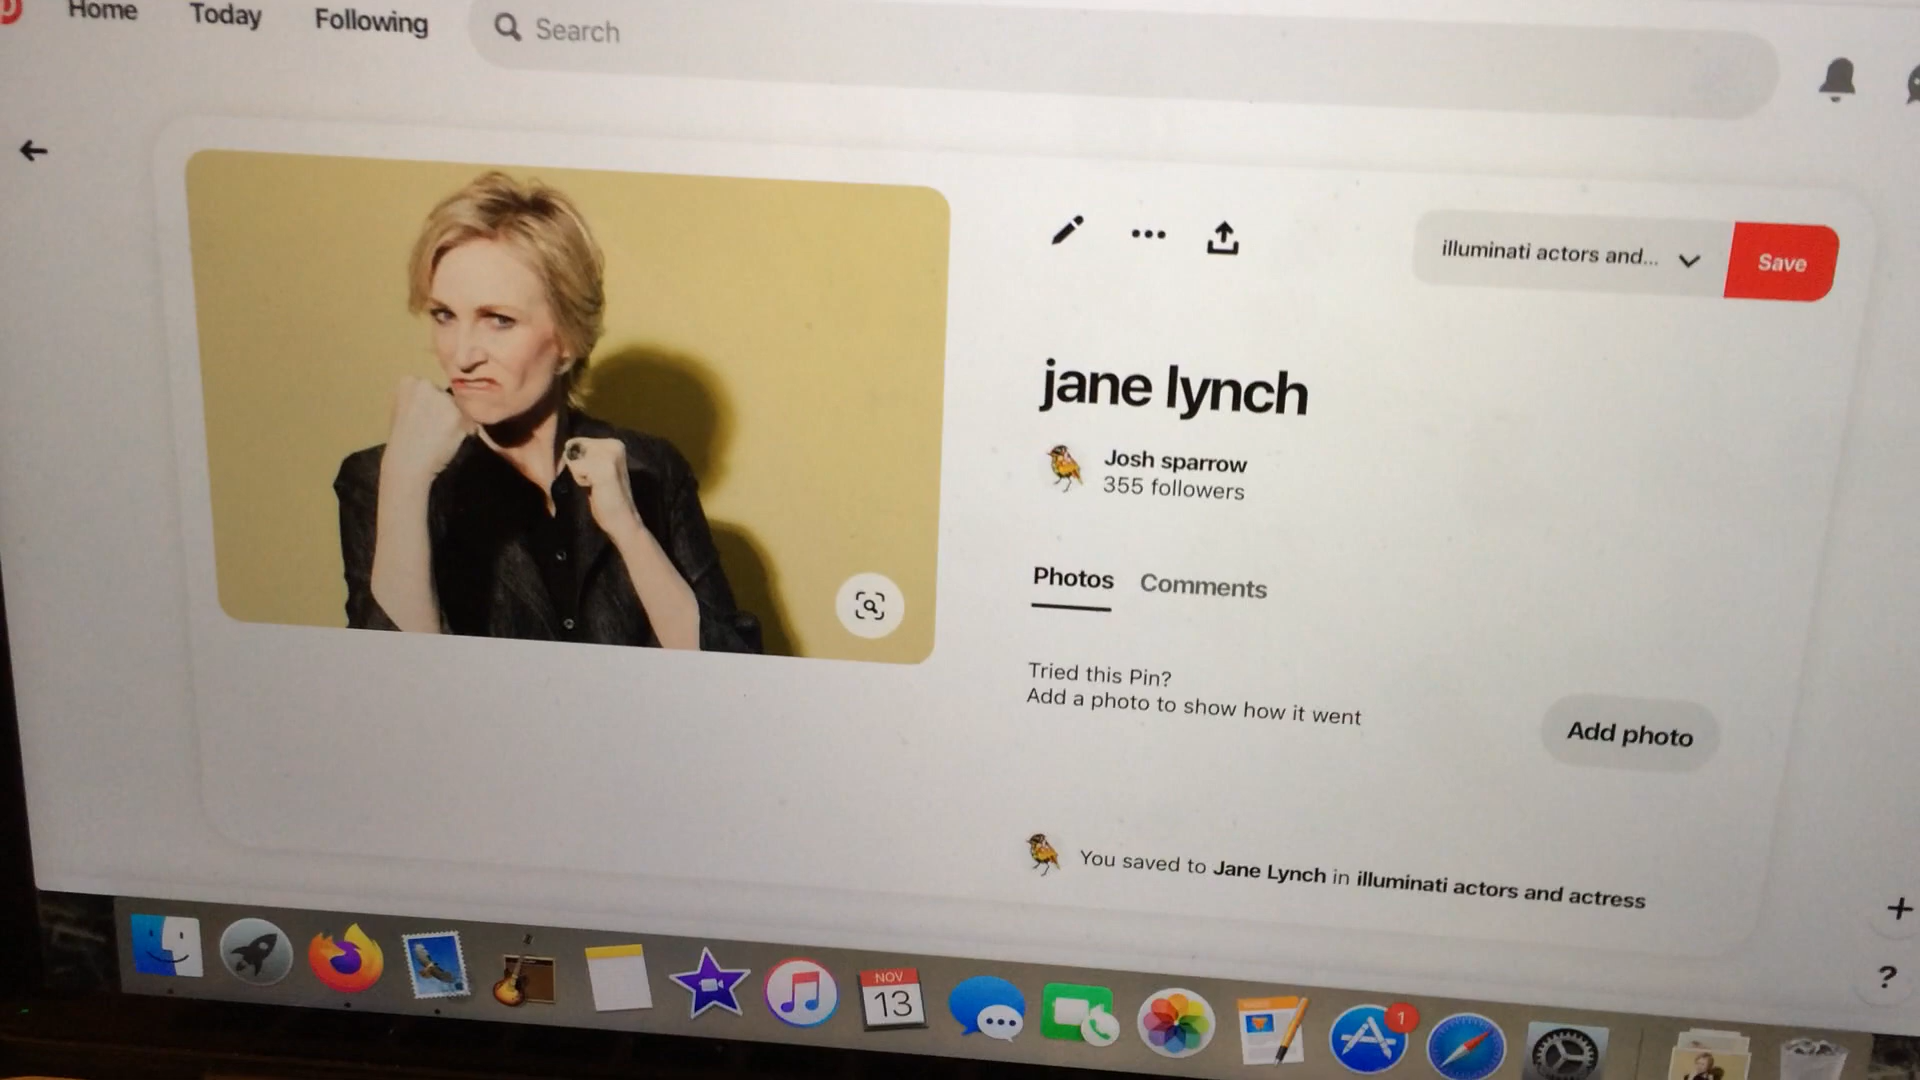 Home Today Following Search
illuminati actors and... Save
jane lynch
Josh sparrow
355 followers
Photos Comments
Tried this Pin?
Add a photo to show how it went
Add photo
You saved to Jane Lynch in illuminati actors and actress
+
?
NOV
13
1